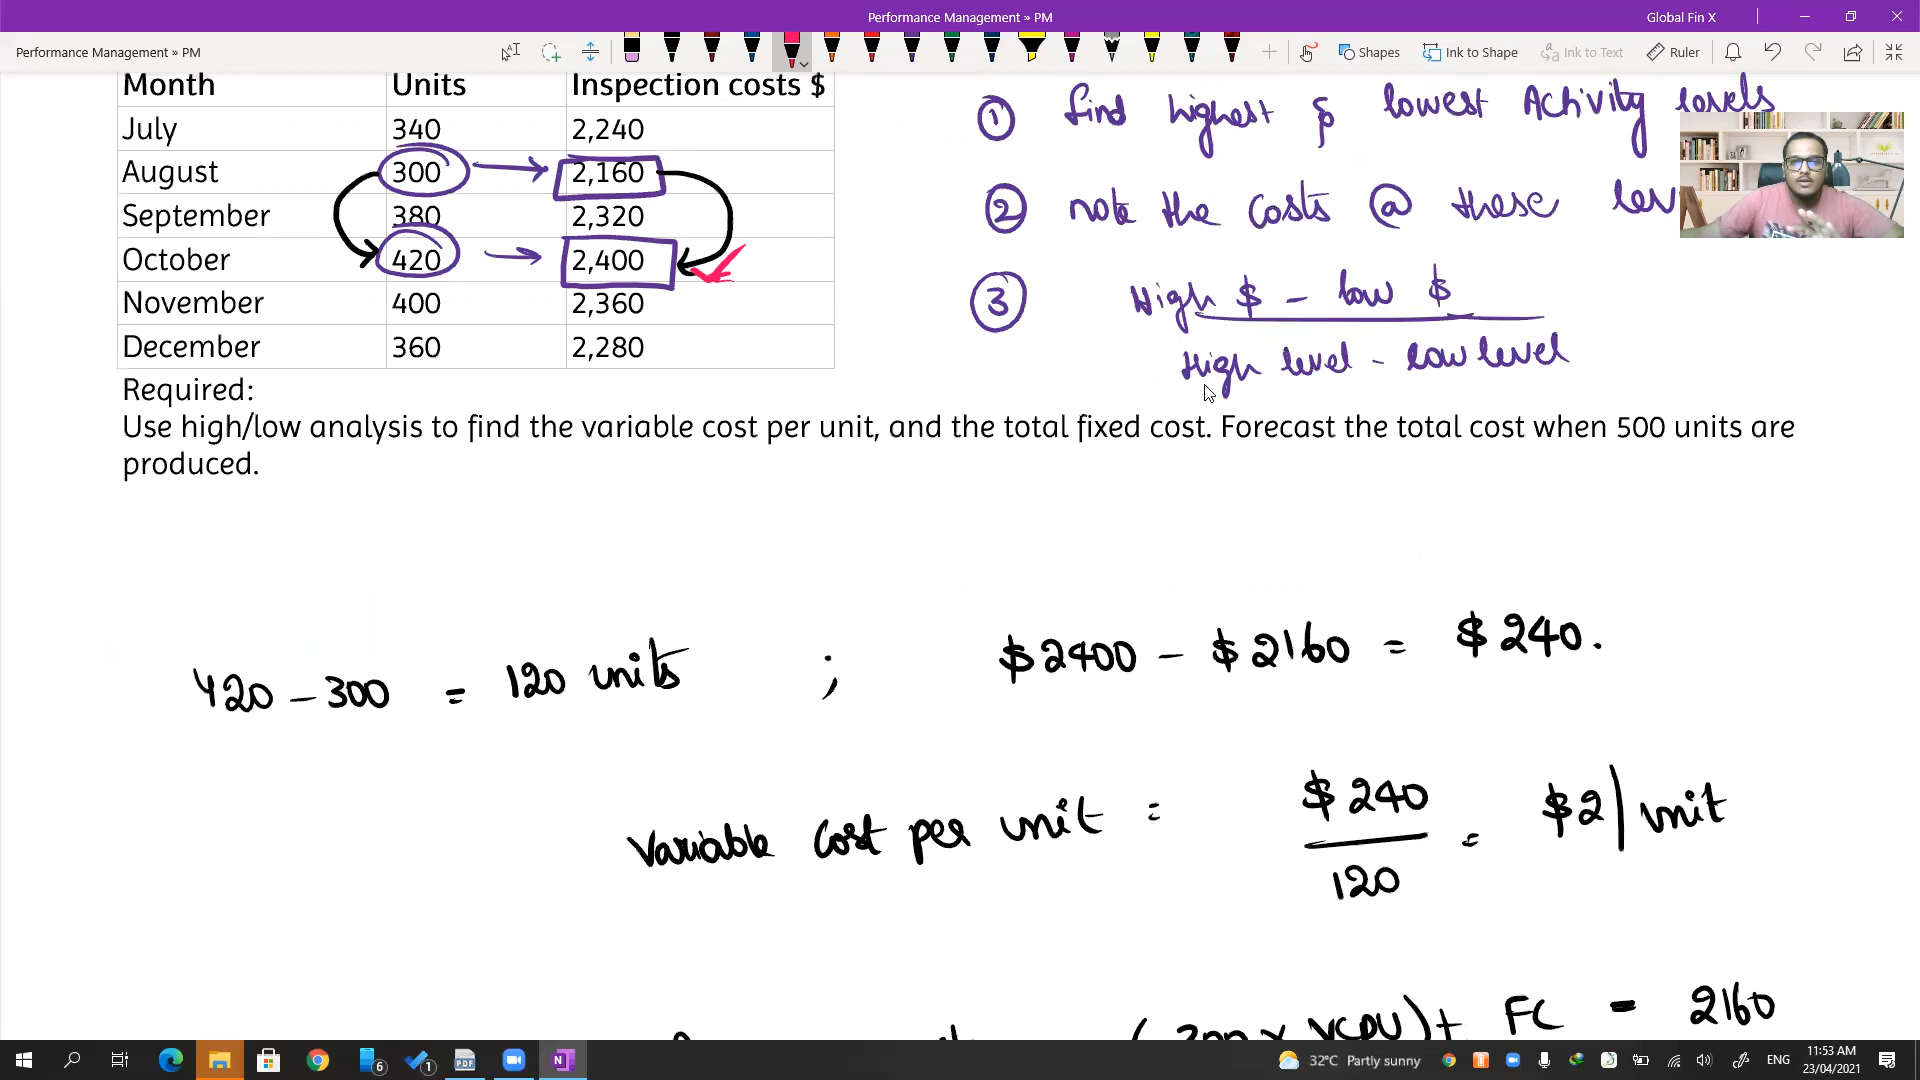 Performance Management » PM
Global Fin X
Performance Management » PM
Shapes
Ink to Shape
Ink to Text
Ruler
Month Units Inspection costs $
July 340 2,240
August 300 2,160
September 380 2,320
October 420 2,400
November 400 2,360
December 360 2,280
1 find highest & lowest Activity levels
2 note the costs @ these
3 High $ - low $
High level - low level
Required:
Use high/low analysis to find the variable cost per unit, and the total fixed cost. Forecast the total cost when 500 units are
produced.
420 - 300 = 120 units ; $2400 - $2160 = $240.
Variable cost per unit = $240
120
= $2/unit
FC = 2160
32°C Partly sunny
ENG
11:53 AM
23/04/2021